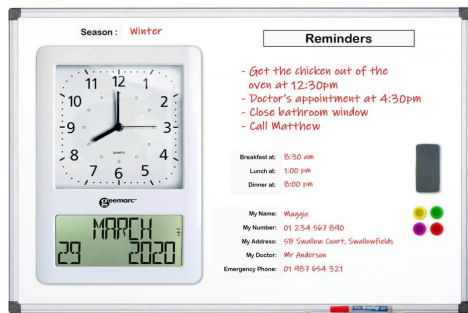 Season : Winter
Reminders
- Get the chicken out of the
oven at 12:30pm
- Doctor's appointment at 4:30pm
- Close bathroom window
- Call Matthew
11 12 1
10 2
9 3
8 4
7 6 5
QUARTZ
geemarc
MARCH
29 2020
Breakfast at: 8:30 am
Lunch at: 1:00 pm
Dinner at: 8:00 pm
My Name: Maggie
My Number: 01 234 567 890
My Address: 5B Swallow Court, Swallowfields
My Doctor: Mr Anderson
Emergency Phone: 01 987 654 321